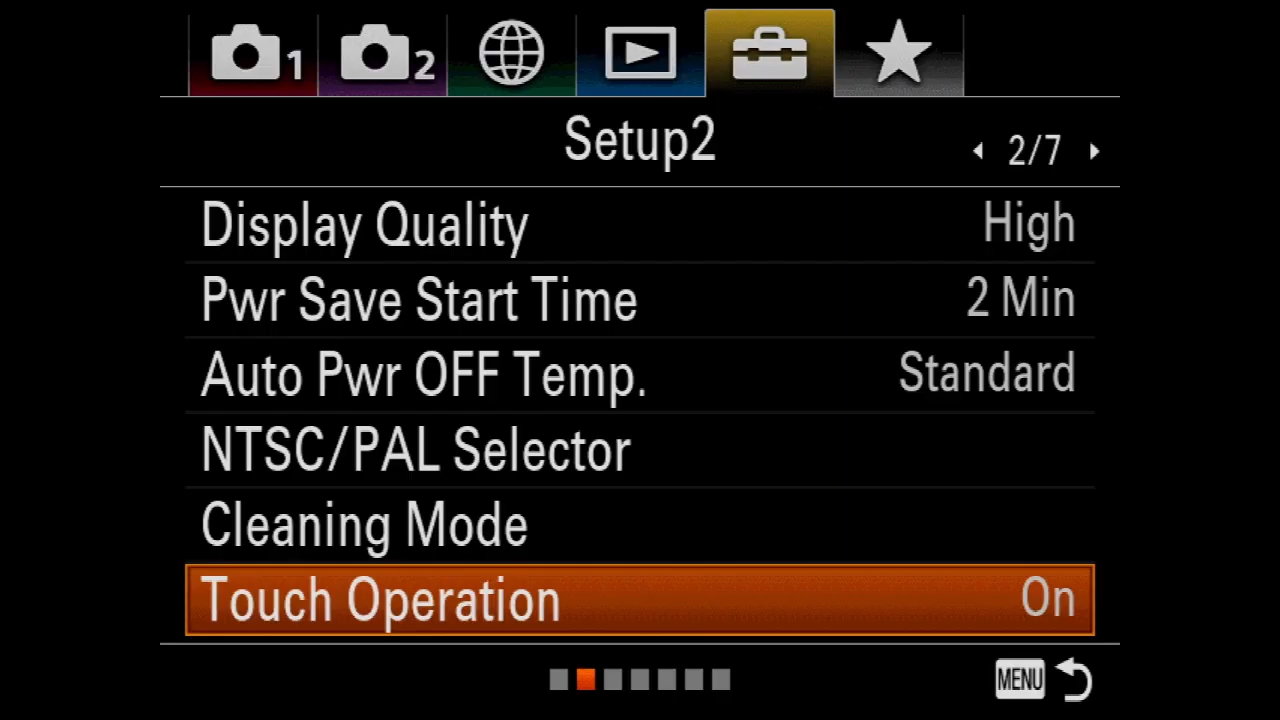 1 2
Setup2 2/7
Display Quality High
Pwr Save Start Time 2 Min
Auto Pwr OFF Temp. Standard
NTSC/PAL Selector
Cleaning Mode
Touch Operation On
MENU